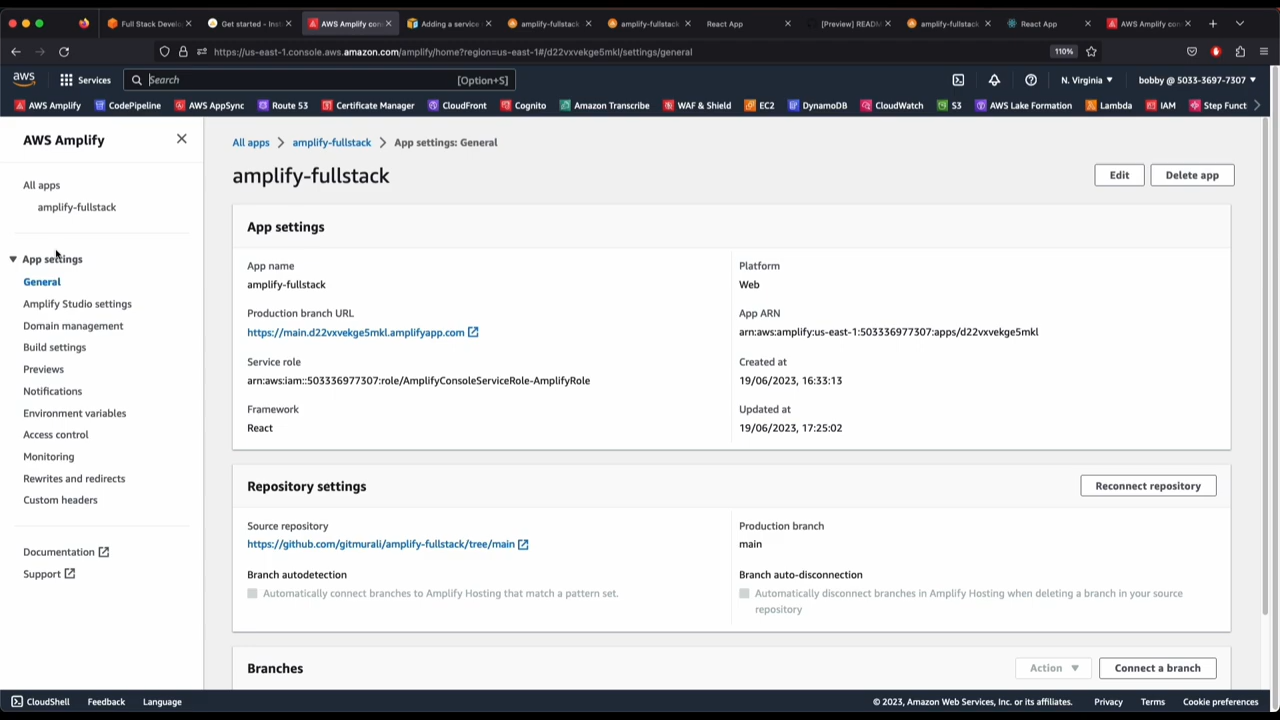 Full Stack Develo
Get started - Inst
AWS Amplify con
Adding a service
amplify-fullstack
amplify-fullstack
React App
[Preview] READM
amplify-fullstack
React App
AWS Amplify con
https://us-east-1.console.aws.amazon.com/amplify/home?region=us-east-1#/d22vxvekge5mkl/settings/general
110%
aws
Services
Search
[Option+S]
N. Virginia
bobby @ 5033-3697-7307
AWS Amplify
CodePipeline
AWS AppSync
Route 53
Certificate Manager
CloudFront
Cognito
Amazon Transcribe
WAF & Shield
EC2
DynamoDB
CloudWatch
S3
AWS Lake Formation
Lambda
IAM
Step Funct
AWS Amplify
All apps
amplify-fullstack
App settings
General
Amplify Studio settings
Domain management
Build settings
Previews
Notifications
Environment variables
Access control
Monitoring
Rewrites and redirects
Custom headers
Documentation
Support
All apps > amplify-fullstack > App settings: General
amplify-fullstack
Edit
Delete app
App settings
App name
amplify-fullstack
Production branch URL
https://main.d22vxvekge5mkl.amplifyapp.com
Service role
arn:aws:iam::503336977307:role/AmplifyConsoleServiceRole-AmplifyRole
Framework
React
Platform
Web
App ARN
arn:aws:amplify:us-east-1:503336977307:apps/d22vxvekge5mkl
Created at
19/06/2023, 16:33:13
Updated at
19/06/2023, 17:25:02
Repository settings
Reconnect repository
Source repository
https://github.com/gitmurali/amplify-fullstack/tree/main
Branch autodetection
Automatically connect branches to Amplify Hosting that match a pattern set.
Production branch
main
Branch auto-disconnection
Automatically disconnect branches in Amplify Hosting when deleting a branch in your source
repository
Branches
Action
Connect a branch
CloudShell
Feedback
Language
© 2023, Amazon Web Services, Inc. or its affiliates.
Privacy
Terms
Cookie preferences